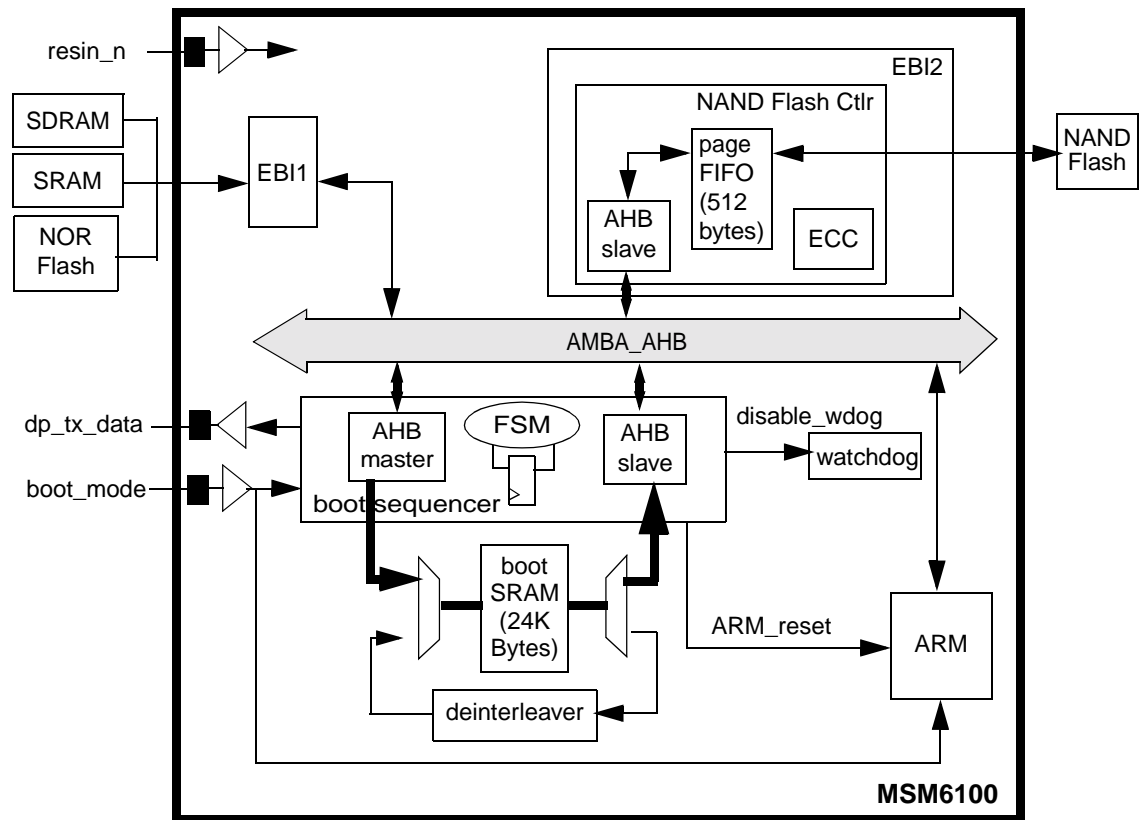 resin_n
EBI2
NAND Flash Ctlr
SDRAM
SRAM
NOR
Flash
EBI1
page
FIFO
(512
bytes)
AHB
slave
ECC
NAND
Flash
AMBA_AHB
dp_tx_data
boot_mode
AHB
master
FSM
AHB
slave
boot sequencer
disable_wdog
watchdog
boot
SRAM
(24K
Bytes)
deinterleaver
ARM_reset
ARM
MSM6100